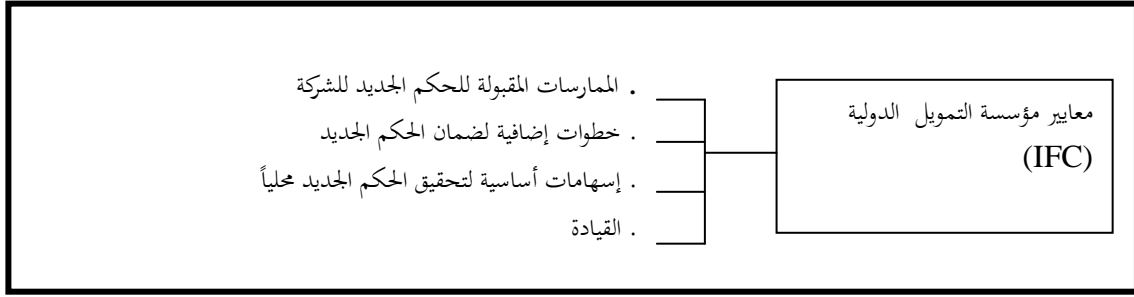 معايير مؤسسة التمويل الدولية
(IFC)
. الممارسات المقبولة للحكم الجديد للشركة
. خطوات إضافية لضمان الحكم الجديد
. إسهامات أساسية لتحقيق الحكم الجديد محلياً
. القيادة